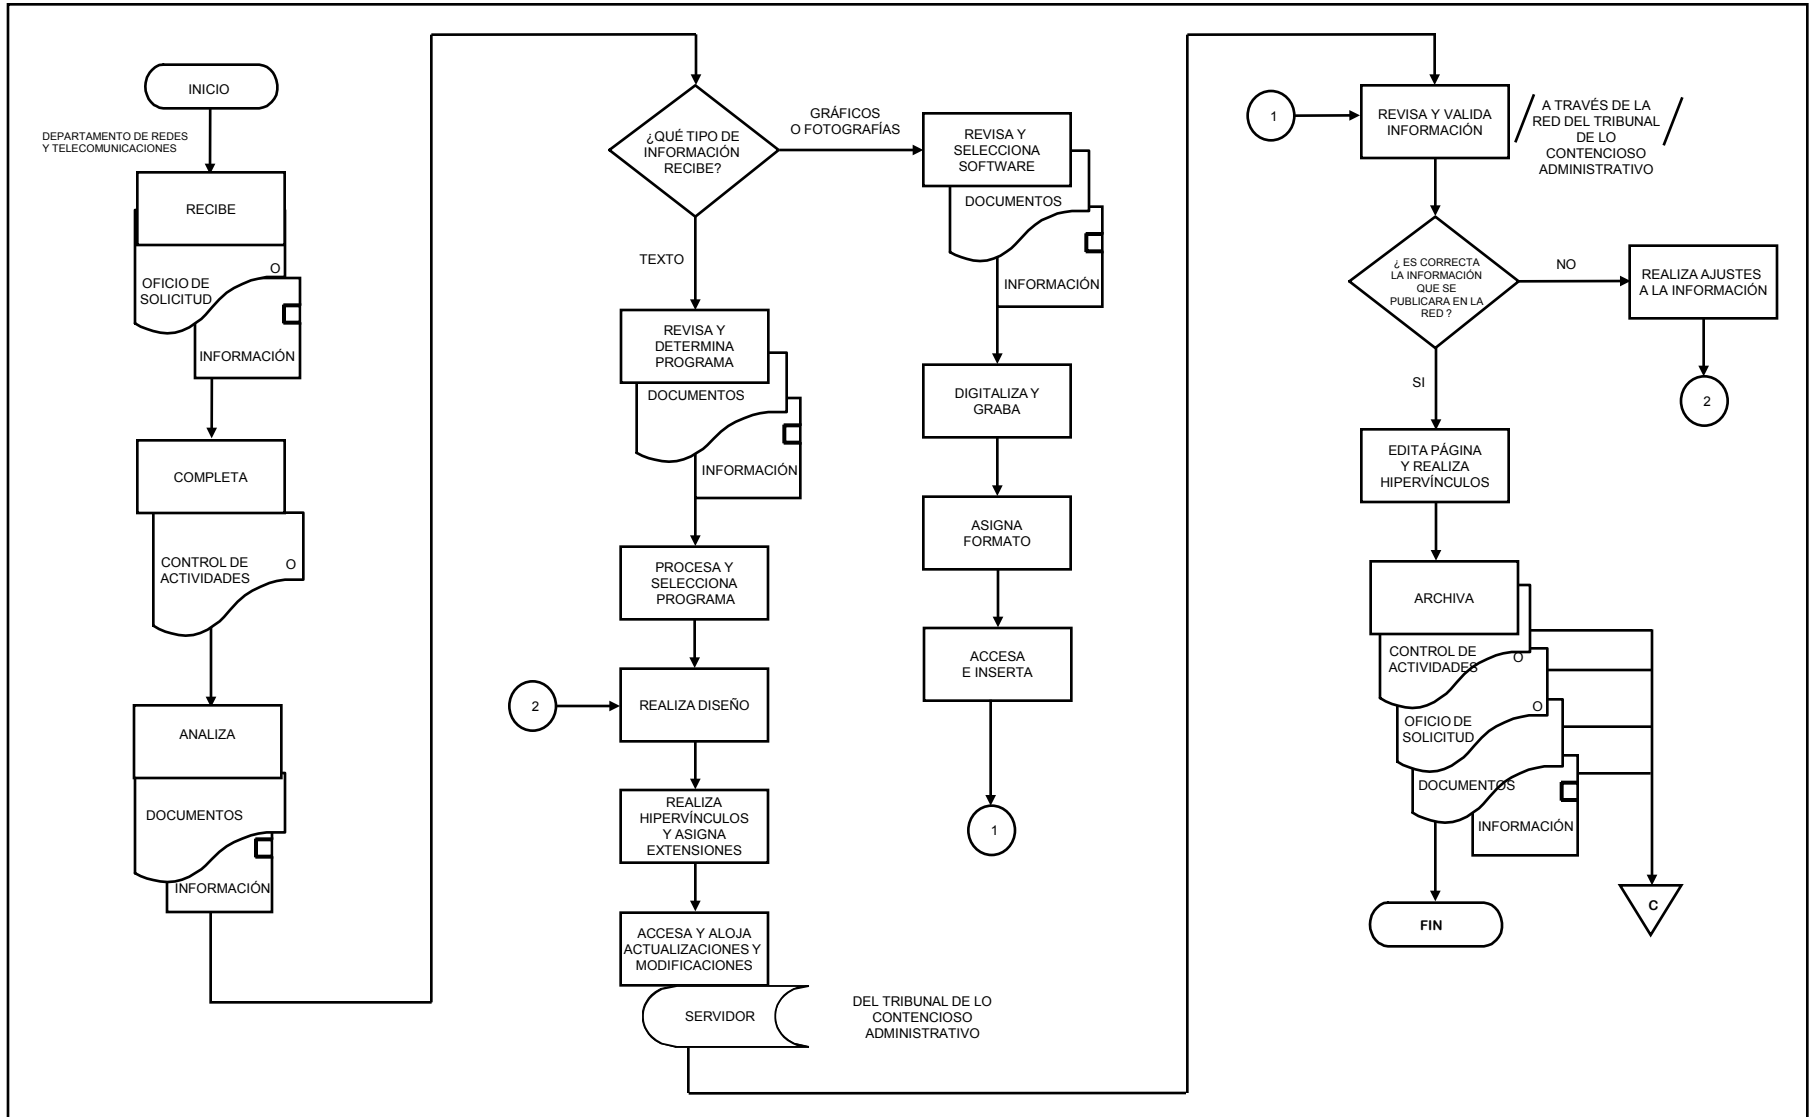 INICIO
DEPARTAMENTO DE REDES
Y TELECOMUNICACIONES
RECIBE
O
OFICIO DE
SOLICITUD
INFORMACIÓN
COMPLETA
CONTROL DE
ACTIVIDADES
O
ANALIZA
DOCUMENTOS
INFORMACIÓN
¿QUÉ TIPO DE
INFORMACIÓN
RECIBE?
GRÁFICOS
O FOTOGRAFÍAS
TEXTO
REVISA Y
DETERMINA
PROGRAMA
DOCUMENTOS
INFORMACIÓN
PROCESA Y
SELECCIONA
PROGRAMA
2
REALIZA DISEÑO
REALIZA
HIPERVÍNCULOS
Y ASIGNA
EXTENSIONES
ACCESA Y ALOJA
ACTUALIZACIONES Y
MODIFICACIONES
SERVIDOR
DEL TRIBUNAL DE LO
CONTENCIOSO
ADMINISTRATIVO
REVISA Y
SELECCIONA
SOFTWARE
DOCUMENTOS
INFORMACIÓN
DIGITALIZA Y
GRABA
ASIGNA
FORMATO
ACCESA
E INSERTA
1
1
REVISA Y VALIDA
INFORMACIÓN
A TRAVÉS DE LA
RED DEL TRIBUNAL
DE LO
CONTENCIOSO
ADMINISTRATIVO
¿ ES CORRECTA
LA INFORMACIÓN
QUE SE
PUBLICARA EN LA
RED ?
NO
REALIZA AJUSTES
A LA INFORMACIÓN
2
SI
EDITA PÁGINA
Y REALIZA
HIPERVÍNCULOS
ARCHIVA
CONTROL DE
ACTIVIDADES
O
OFICIO DE
SOLICITUD
O
DOCUMENTOS
INFORMACIÓN
C
FIN